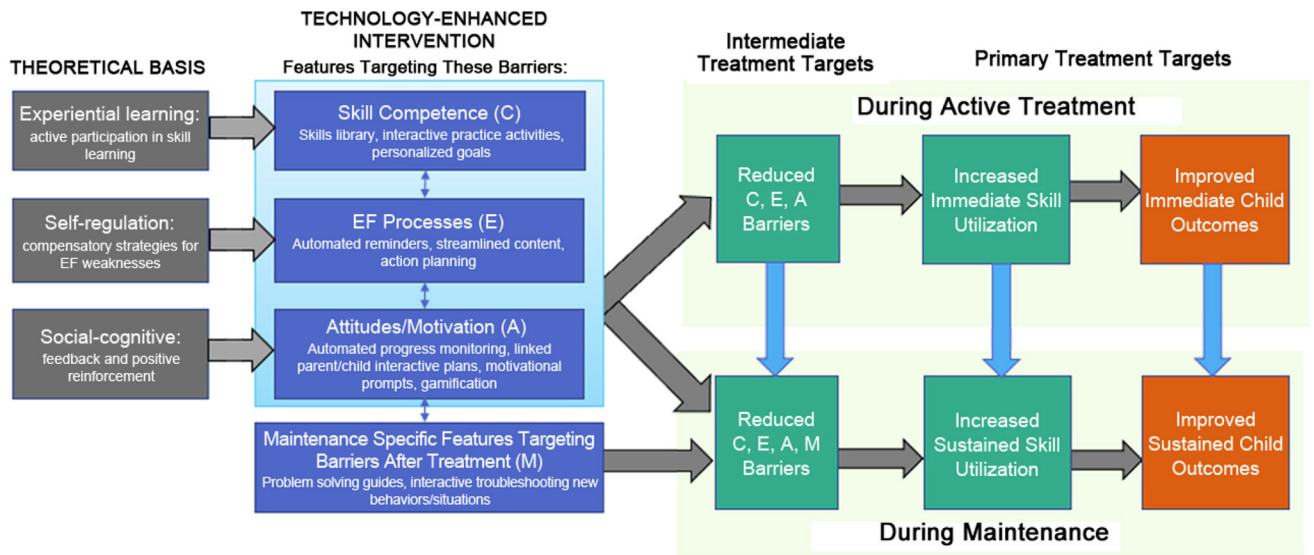 THEORETICAL BASIS
Experiential learning:
active participation in skill
learning
Self-regulation:
compensatory strategies for
EF weaknesses
Social-cognitive:
feedback and positive
reinforcement
TECHNOLOGY-ENHANCED
INTERVENTION
Features Targeting These Barriers:
Skill Competence (C)
Skills library, interactive practice activities,
personalized goals
EF Processes (E)
Automated reminders, streamlined content,
action planning
Attitudes/Motivation (A)
Automated progress monitoring, linked
parent/child interactive plans, motivational
prompts, gamification
Maintenance Specific Features Targeting
Barriers After Treatment (M)
Problem solving guides, interactive troubleshooting new
behaviors/situations
Intermediate
Treatment Targets
Primary Treatment Targets
During Active Treatment
Reduced
C, E, A
Barriers
Increased
Immediate Skill
Utilization
Improved
Immediate Child
Outcomes
Reduced
C, E, A, M
Barriers
Increased
Sustained Skill
Utilization
Improved
Sustained Child
Outcomes
During Maintenance